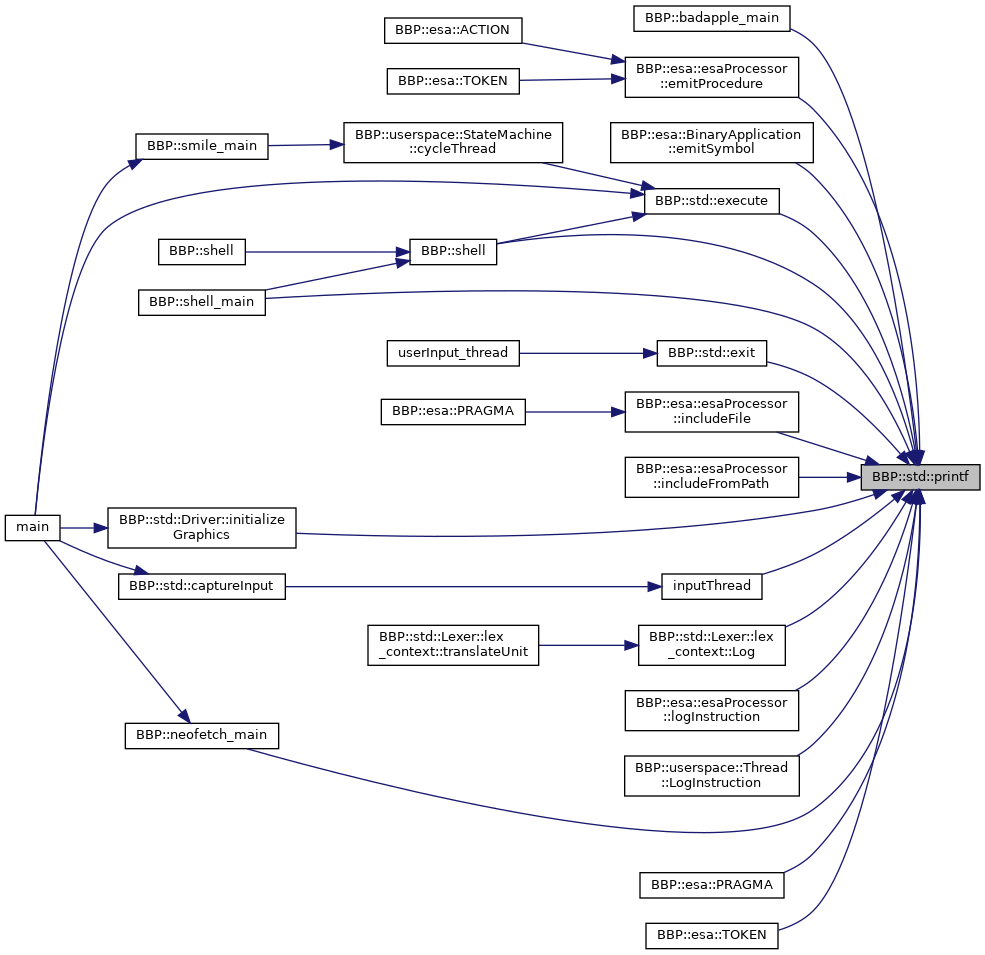 BBP::badapple_main
BBP::esa::ACTION
BBP::esa::esaProcessor
::emitProcedure
BBP::esa::TOKEN
BBP::userspace::StateMachine
::cycleThread
BBP::esa::BinaryApplication
::emitSymbol
BBP::smile_main
BBP::std::execute
BBP::shell
BBP::shell
BBP::shell_main
userInput_thread
BBP::std::exit
BBP::esa::PRAGMA
BBP::esa::esaProcessor
::includeFile
BBP::esa::esaProcessor
::includeFromPath
BBP::std::printf
main
BBP::std::Driver::initialize
Graphics
BBP::std::captureInput
inputThread
BBP::std::Lexer::lex
_context::translateUnit
BBP::std::Lexer::lex
_context::Log
BBP::esa::esaProcessor
::logInstruction
BBP::neofetch_main
BBP::userspace::Thread
::LogInstruction
BBP::esa::PRAGMA
BBP::esa::TOKEN